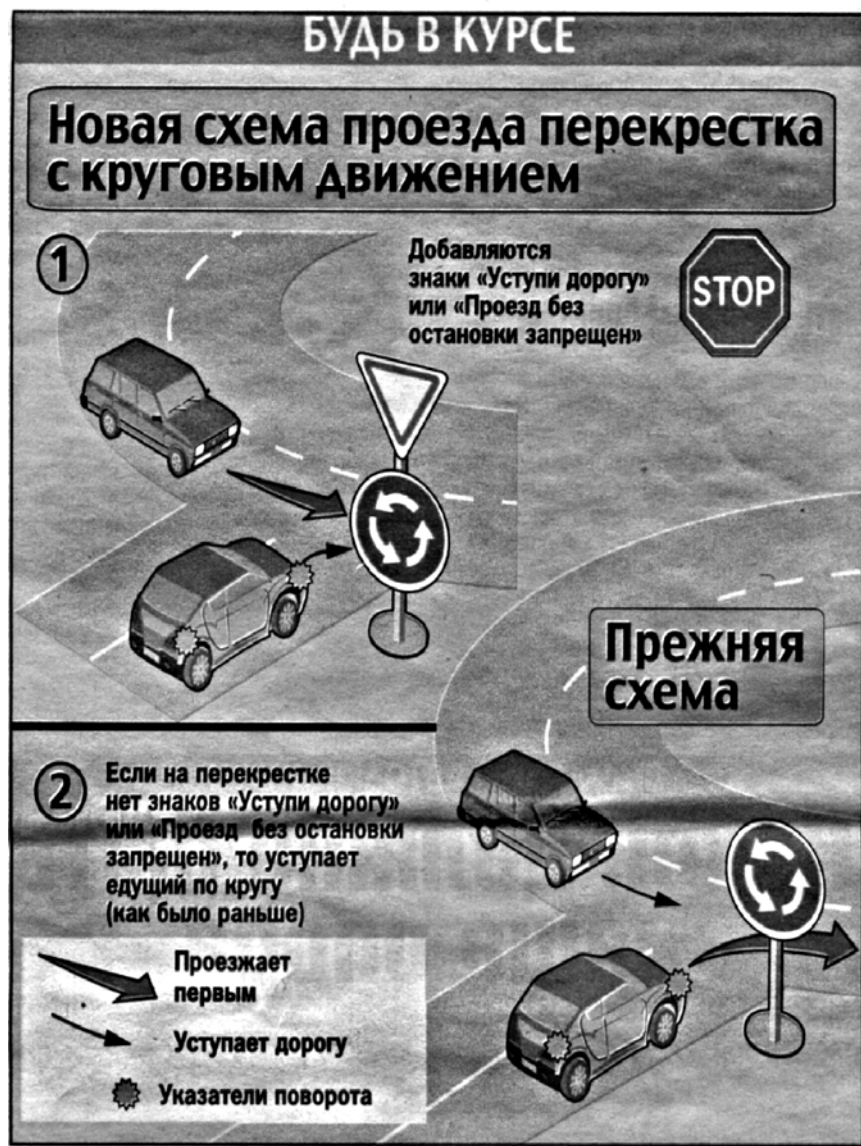 БУДЬ В КУРСЕ
Новая схема проезда перекрестка
с круговым движением
1
Добавляются
знаки «Уступи дорогу»
или «Проезд без
остановки запрещен»
STOP
Прежняя
схема
2
Если на перекрестке
нет знаков «Уступи дорогу»
или «Проезд без остановки
запрещен», то уступает
едущий по кругу
(как было раньше)
Проезжает
первым
Уступает дорогу
Указатели поворота